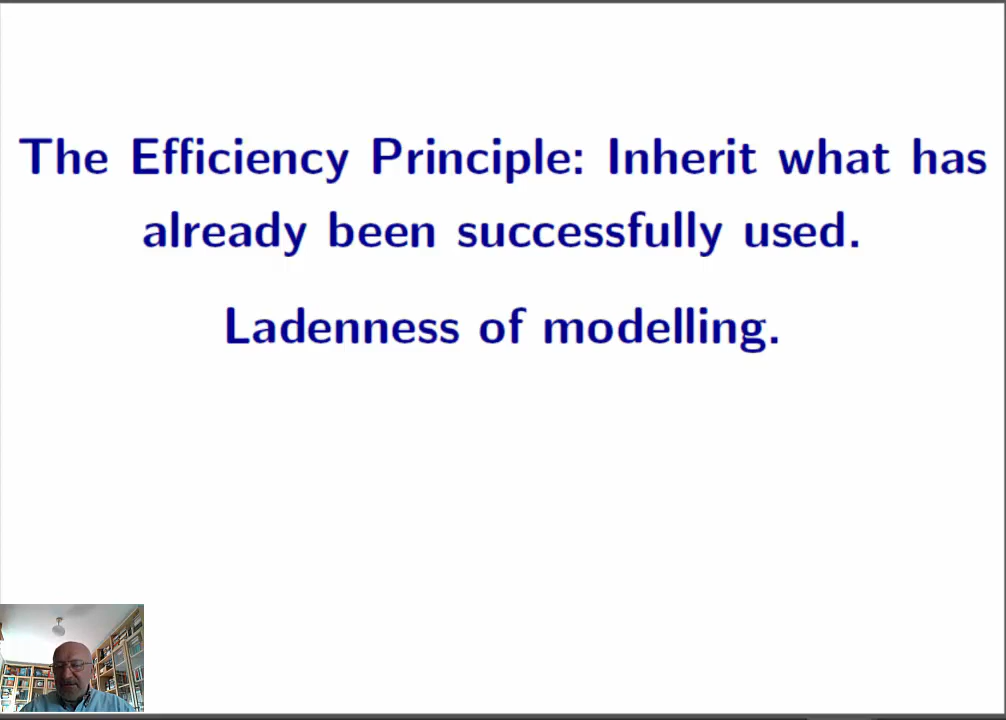 The Efficiency Principle: Inherit what has
already been successfully used.
Ladenness of modelling.